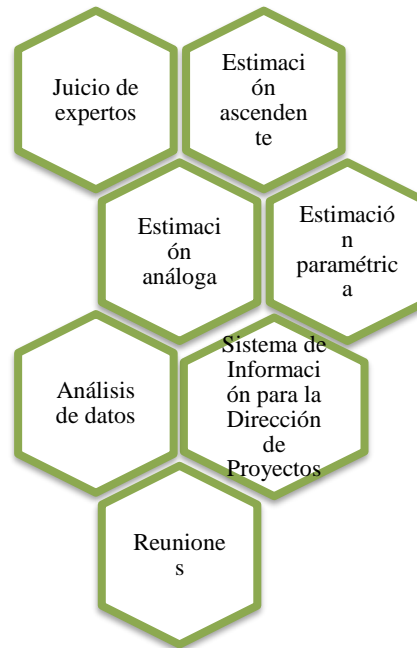 Juicio de
expertos
Estimaci
ón
ascenden
te
Estimaci
ón
análoga
Estimació
n
paramétric
a
Análisis
de datos
Sistema de
Informaci
ón para la
Dirección
de
Proyectos
Reunione
s